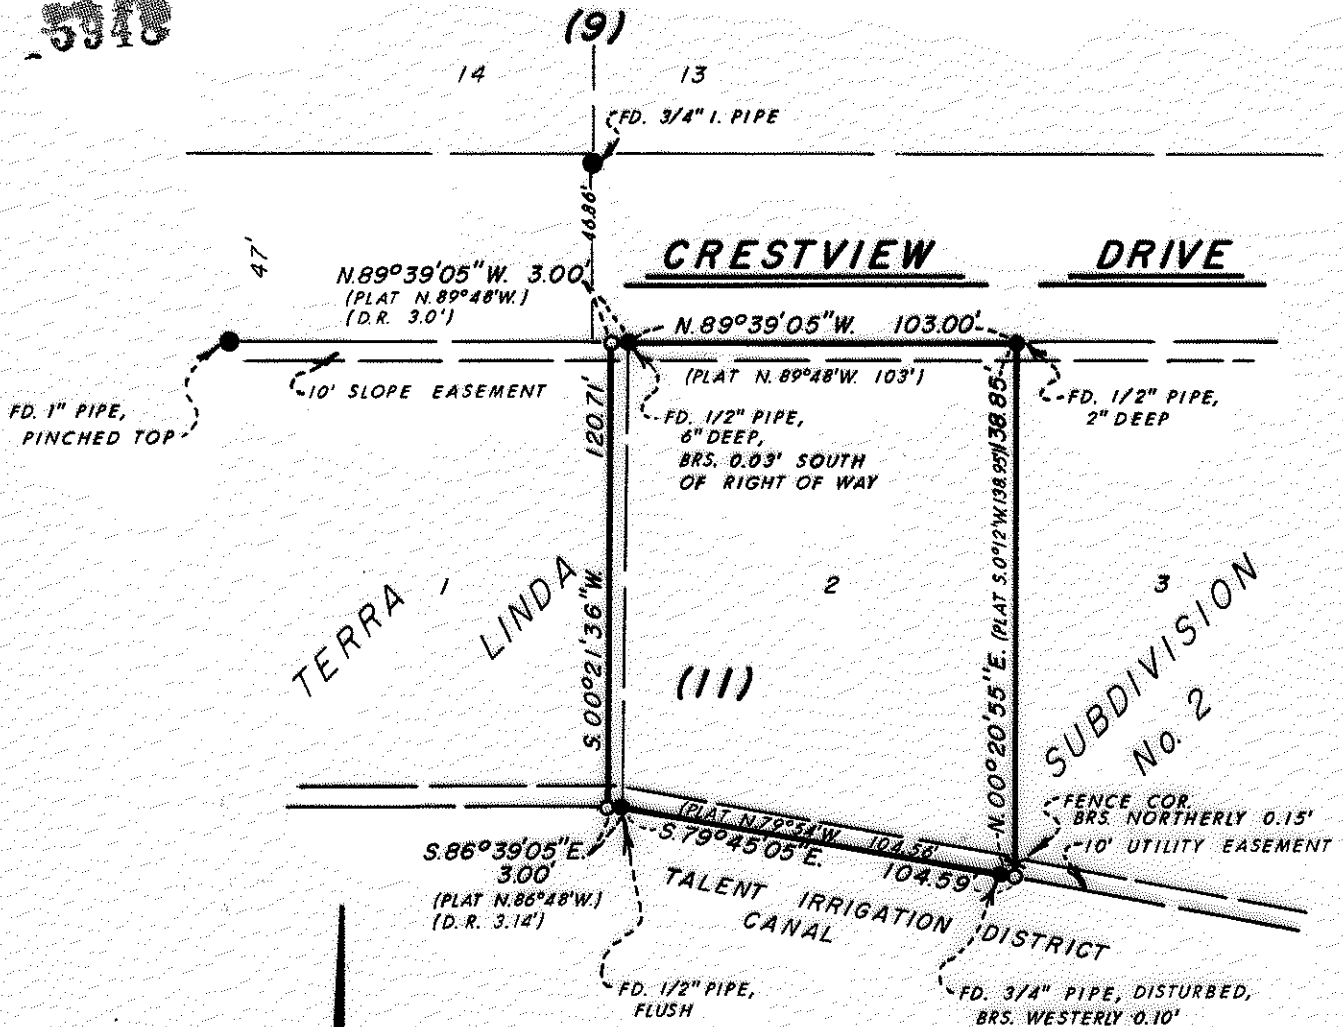 5945
(9)
14
13
FD. 3/4" I. PIPE
46.86'
47'
CRESTVIEW DRIVE
N.89°39'05"W. 3.00'
(PLAT N.89°48'W.)
(D.R. 3.0')
N.89°39'05"W. 103.00'
(PLAT N.89°48'W. 103')
10' SLOPE EASEMENT
FD. 1" PIPE,
PINCHED TOP
FD. 1/2" PIPE,
6" DEEP,
BRS. 0.03' SOUTH
OF RIGHT OF WAY
FD. 1/2" PIPE,
2" DEEP
S.00°21'36"W.
120.71'
N.00°20'55"E. (PLAT S.0°12'W.138.95') 138.85'
TERRA LINDA
1
2
3
(11)
SUBDIVISION
No. 2
FENCE COR.
BRS. NORTHERLY 0.15'
10' UTILITY EASEMENT
(PLAT N.79°54'W. 104.56'
S.79°45'05"E. 104.59'
S.86°39'05"E.
3.00'
(PLAT N.86°48'W.)
(D.R. 3.14')
TALENT IRRIGATION DISTRICT
CANAL
FD. 1/2" PIPE,
FLUSH
FD. 3/4" PIPE, DISTURBED,
BRS. WESTERLY 0.10'